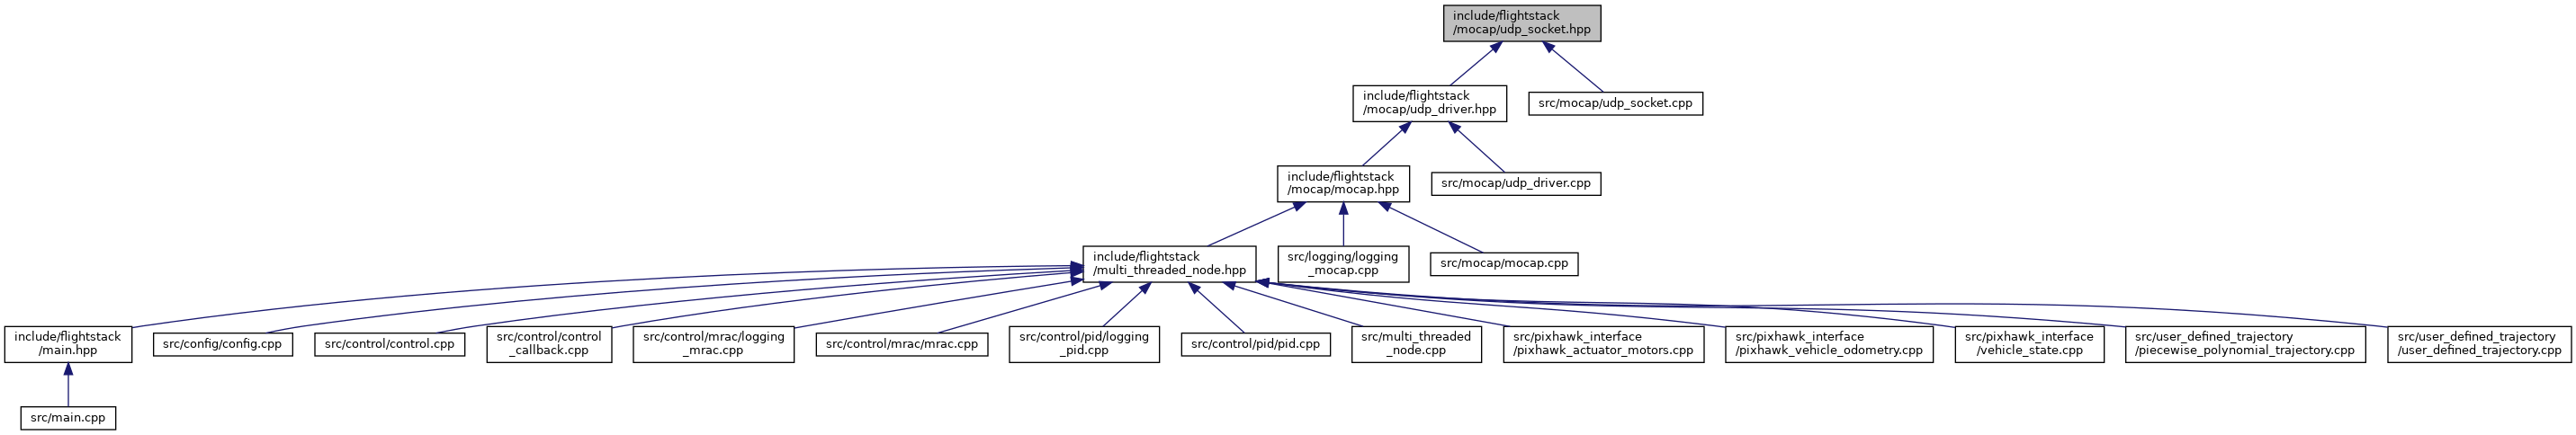 include/flightstack
/mocap/udp_socket.hpp
include/flightstack
/mocap/udp_driver.hpp
src/mocap/udp_socket.cpp
include/flightstack
/mocap/mocap.hpp
src/mocap/udp_driver.cpp
include/flightstack
/multi_threaded_node.hpp
src/logging/logging
_mocap.cpp
src/mocap/mocap.cpp
include/flightstack
/main.hpp
src/config/config.cpp
src/control/control.cpp
src/control/control
_callback.cpp
src/control/mrac/logging
_mrac.cpp
src/control/mrac/mrac.cpp
src/control/pid/logging
_pid.cpp
src/control/pid/pid.cpp
src/multi_threaded
_node.cpp
src/pixhawk_interface
/pixhawk_actuator_motors.cpp
src/pixhawk_interface
/pixhawk_vehicle_odometry.cpp
src/pixhawk_interface
/vehicle_state.cpp
src/user_defined_trajectory
/piecewise_polynomial_trajectory.cpp
src/user_defined_trajectory
/user_defined_trajectory.cpp
src/main.cpp